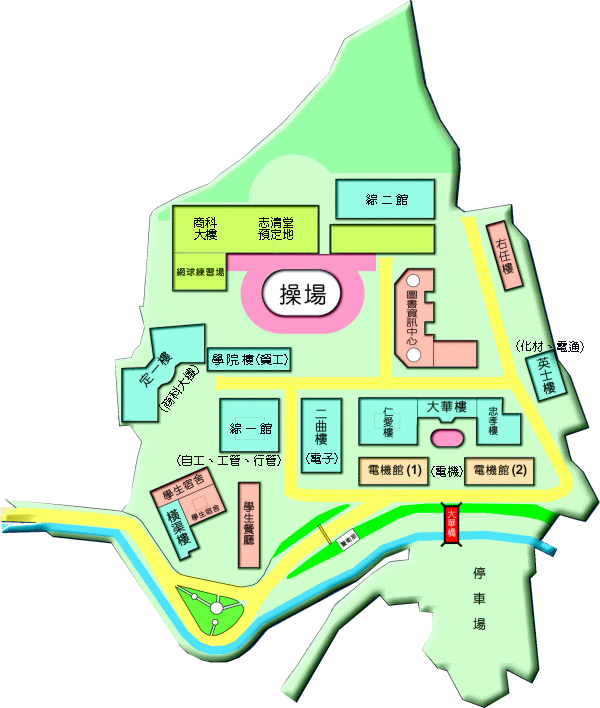 綜二館
商科
大樓
志清堂
預定地
網球練習場
操場
右任樓
圖書資訊中心
(化材、電通)
英士樓
定一樓
(商科大樓)
學院樓(資工)
綜一館
(自工、工管、行管)
二曲樓
(電子)
仁愛樓
大華樓
忠孝樓
電機館(1)
(電機)
電機館(2)
學生宿舍
學生宿舍
橫渠樓
學生餐廳
大華橋
停車場